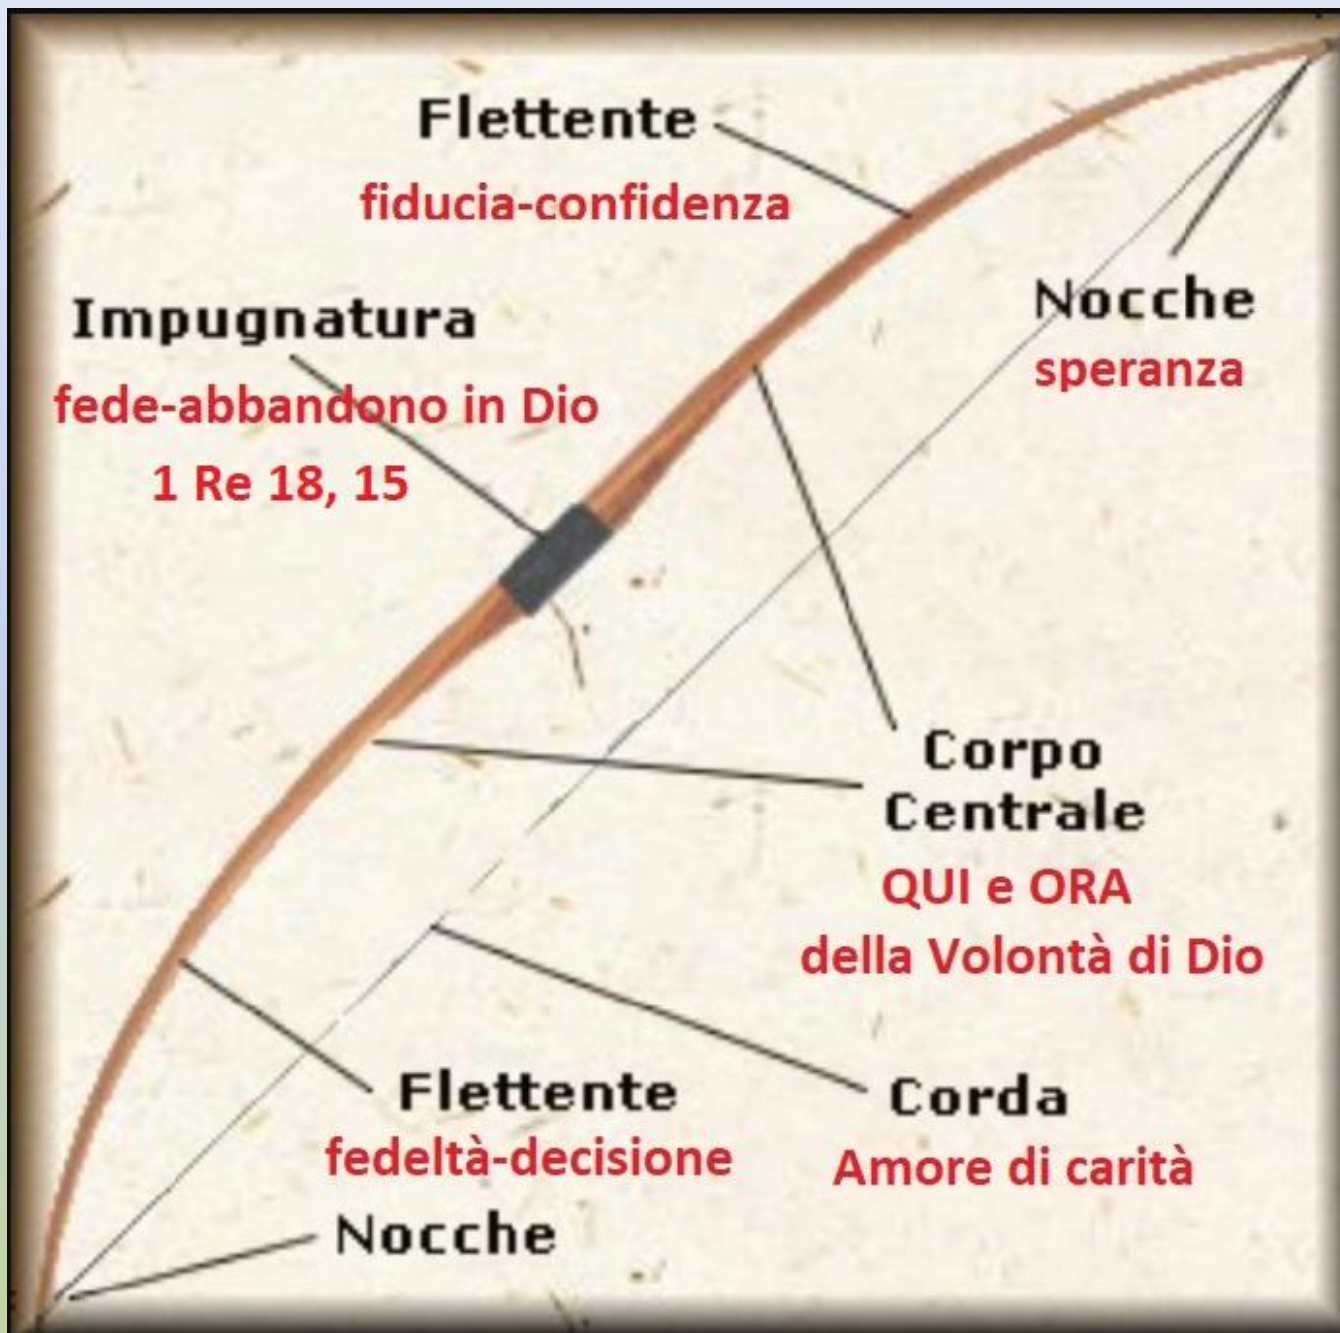 Flettente
fiducia-confidenza
Nocche
speranza
Impugnatura
fede-abbandono in Dio
1 Re 18, 15
Corpo
Centrale
QUI e ORA
della Volontà di Dio
Corda
Amore di carità
Flettente
fedeltà-decisione
Nocche